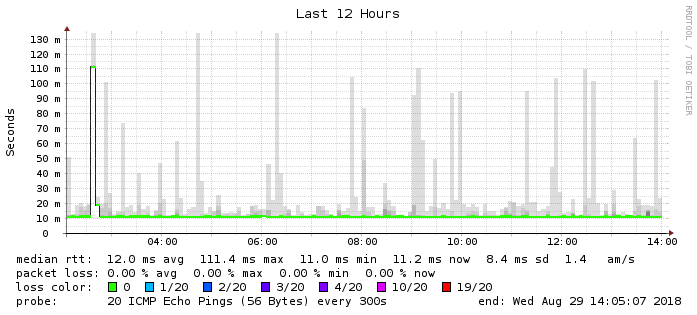 Last 12 Hours
RRDTOOL / TOBI OETIKER
130 m
120 m
110 m
100 m
90 m
80 m
70 m
60 m
50 m
40 m
30 m
20 m
10 m
0
Seconds
04:00 06:00 08:00 10:00 12:00 14:00
median rtt: 12.0 ms avg 111.4 ms max 11.0 ms min 11.2 ms now 8.4 ms sd 1.4 am/s
packet loss: 0.00 % avg 0.00 % max 0.00 % min 0.00 % now
loss color: 0 1/20 2/20 3/20 4/20 10/20 19/20
probe: 20 ICMP Echo Pings (56 Bytes) every 300s end: Wed Aug 29 14:05:07 2018